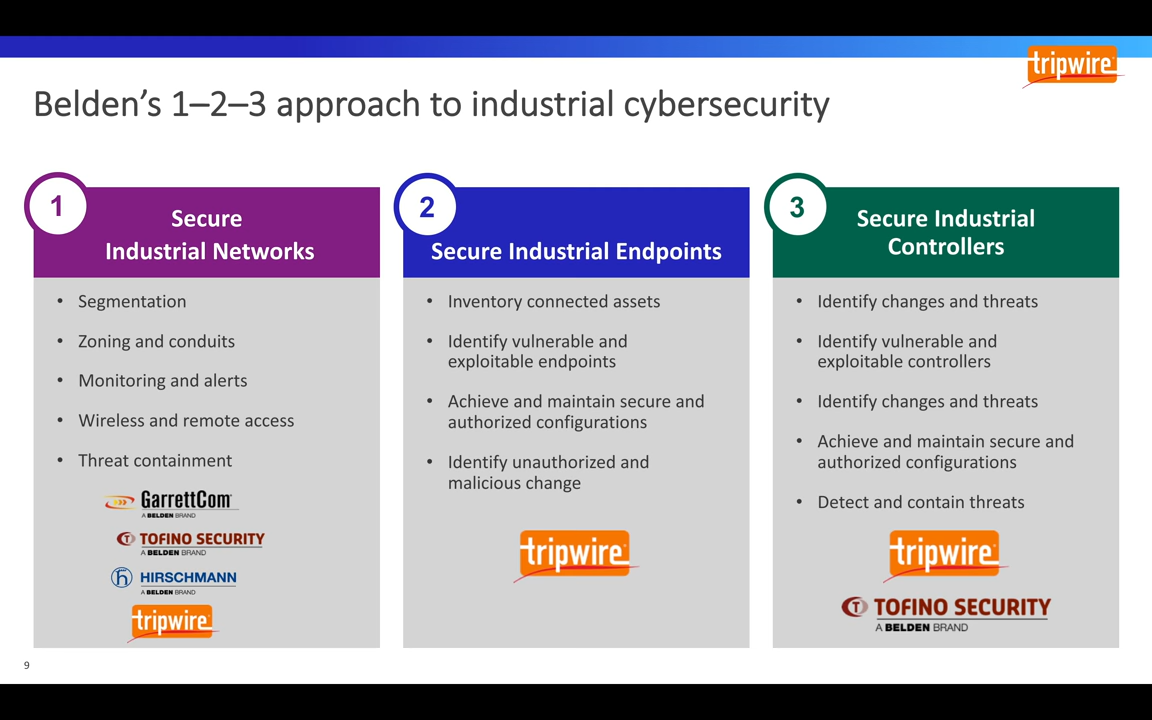 tripwire
Belden’s 1–2–3 approach to industrial cybersecurity
1
Secure
Industrial Networks
• Segmentation
• Zoning and conduits
• Monitoring and alerts
• Wireless and remote access
• Threat containment
GarrettCom
A BELDEN BRAND
TOFINO SECURITY
A BELDEN BRAND
HIRSCHMANN
A BELDEN BRAND
tripwire
2
Secure Industrial Endpoints
• Inventory connected assets
• Identify vulnerable and
exploitable endpoints
• Achieve and maintain secure and
authorized configurations
• Identify unauthorized and
malicious change
tripwire
3
Secure Industrial
Controllers
• Identify changes and threats
• Identify vulnerable and
exploitable controllers
• Identify changes and threats
• Achieve and maintain secure and
authorized configurations
• Detect and contain threats
tripwire
TOFINO SECURITY
A BELDEN BRAND
9